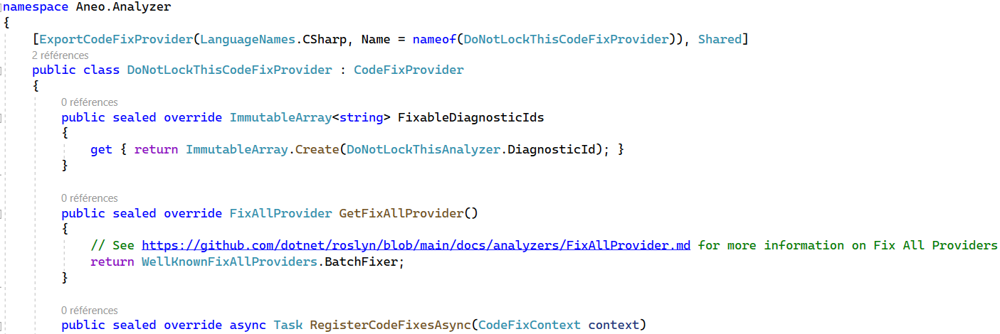 namespace Aneo.Analyzer
{
[ExportCodeFixProvider(LanguageNames.CSharp, Name = nameof(DoNotLockThisCodeFixProvider)), Shared]
2 références
public class DoNotLockThisCodeFixProvider : CodeFixProvider
{
0 références
public sealed override ImmutableArray<string> FixableDiagnosticIds
{
get { return ImmutableArray.Create(DoNotLockThisAnalyzer.DiagnosticId); }
}
0 références
public sealed override FixAllProvider GetFixAllProvider()
{
// See https://github.com/dotnet/roslyn/blob/main/docs/analyzers/FixAllProvider.md for more information on Fix All Providers
return WellKnownFixAllProviders.BatchFixer;
}
0 références
public sealed override async Task RegisterCodeFixesAsync(CodeFixContext context)